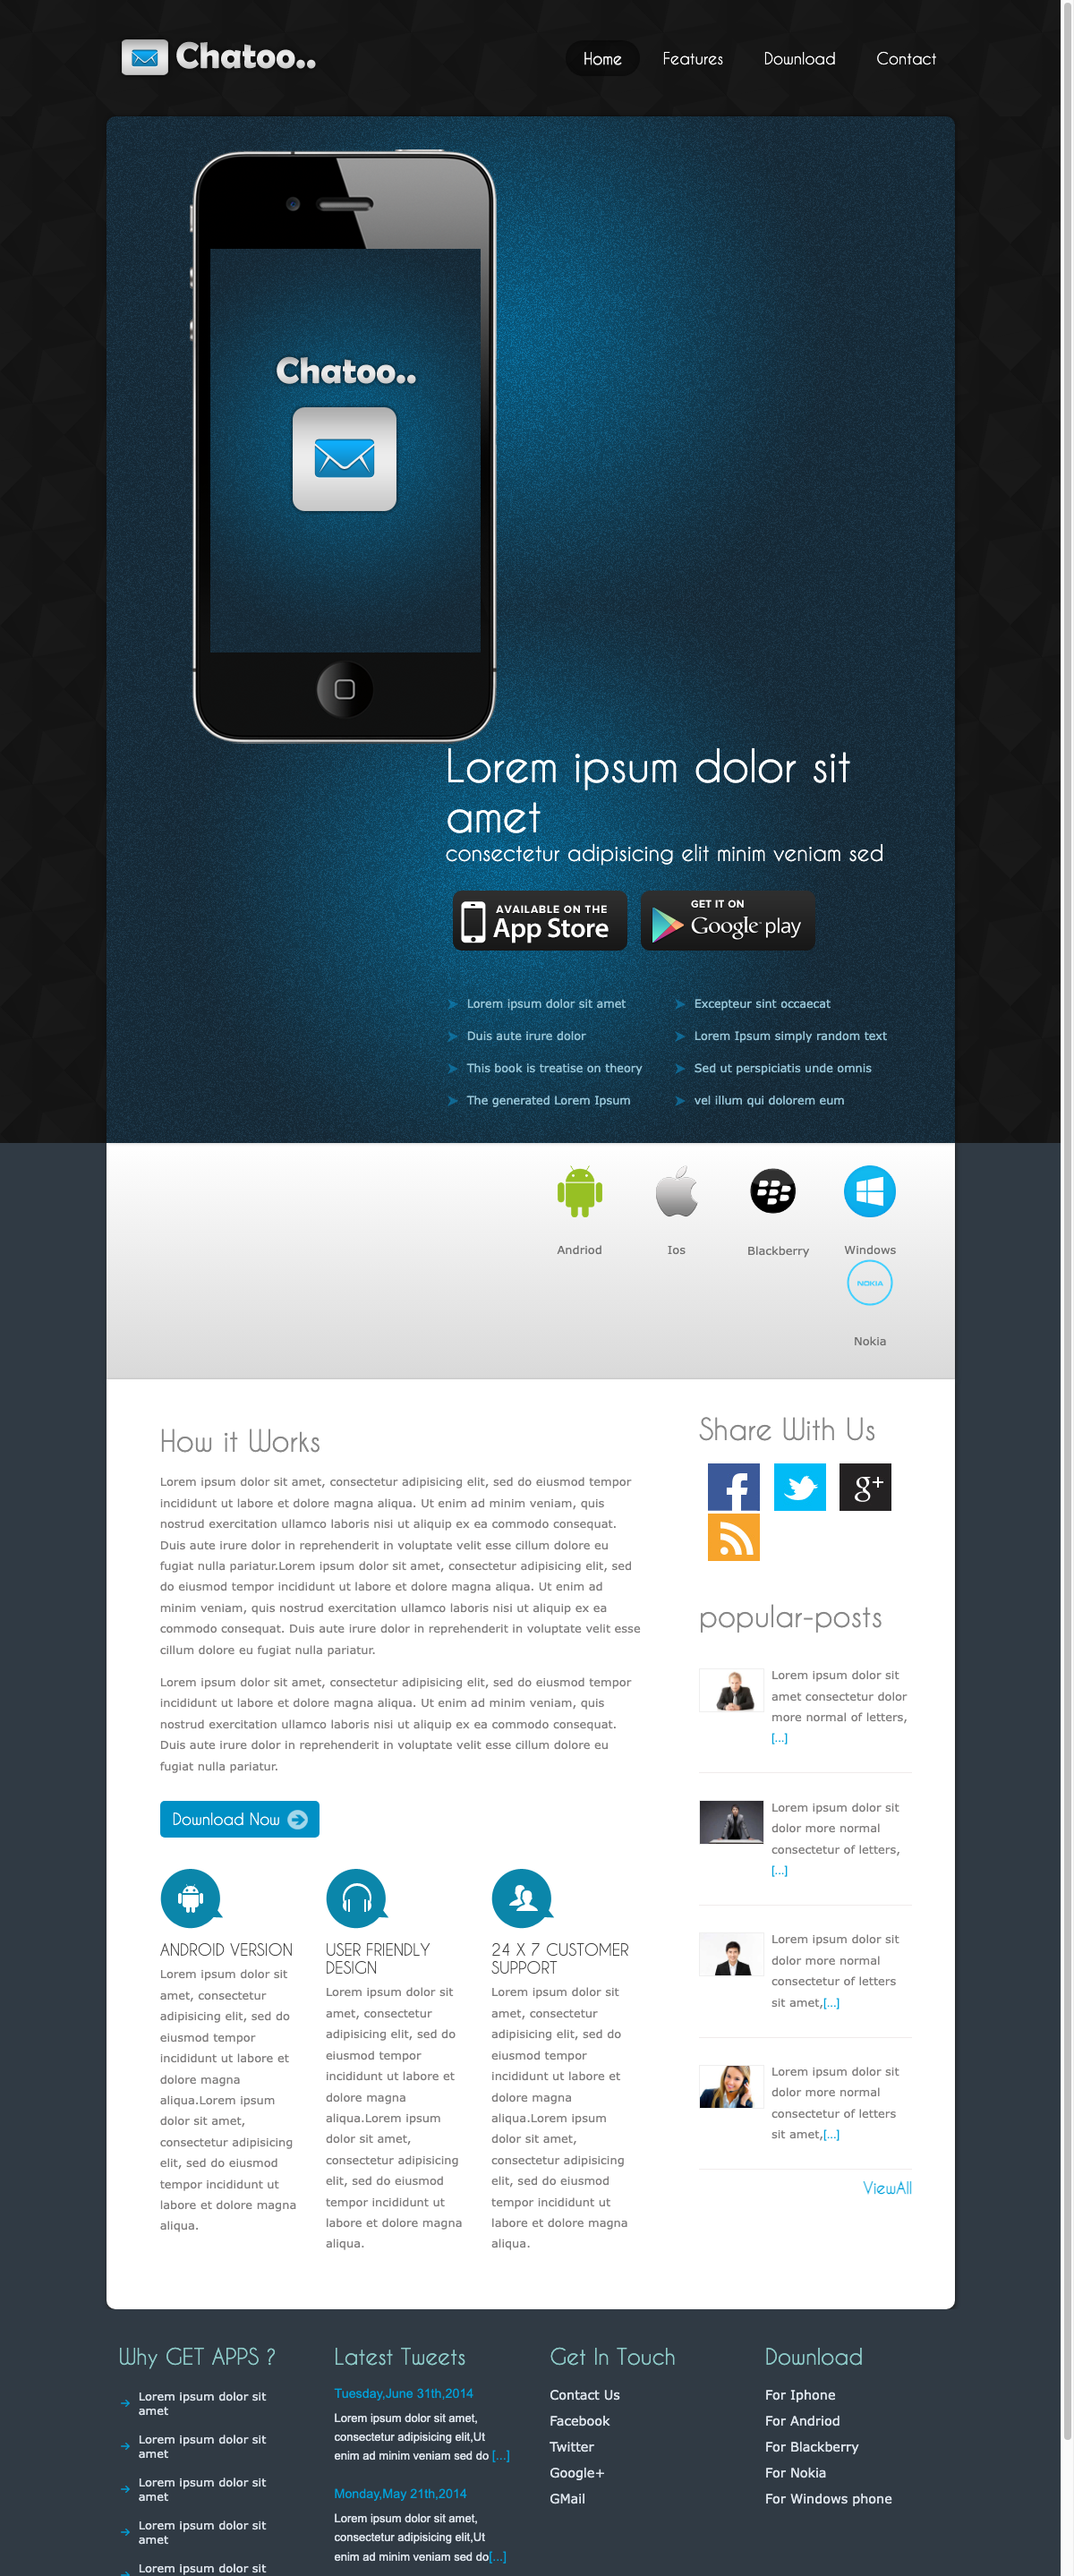 Chatoo..
Home
Features
Download
Contact
Chatoo..
Lorem ipsum dolor sit
amet
consectetur adipisicing elit minim veniam sed
AVAILABLE ON THE
App Store
GET IT ON
Google play
Lorem ipsum dolor sit amet
Duis aute irure dolor
This book is treatise on theory
The generated Lorem Ipsum
Excepteur sint occaecat
Lorem Ipsum simply random text
Sed ut perspiciatis unde omnis
vel illum qui dolorem eum
Andriod
Ios
Blackberry
Windows
NOKIA
Nokia
How it Works
Lorem ipsum dolor sit amet, consectetur adipisicing elit, sed do eiusmod tempor
incididunt ut labore et dolore magna aliqua. Ut enim ad minim veniam, quis
nostrud exercitation ullamco laboris nisi ut aliquip ex ea commodo consequat.
Duis aute irure dolor in reprehenderit in voluptate velit esse cillum dolore eu
fugiat nulla pariatur.Lorem ipsum dolor sit amet, consectetur adipisicing elit, sed
do eiusmod tempor incididunt ut labore et dolore magna aliqua. Ut enim ad
minim veniam, quis nostrud exercitation ullamco laboris nisi ut aliquip ex ea
commodo consequat. Duis aute irure dolor in reprehenderit in voluptate velit esse
cillum dolore eu fugiat nulla pariatur.
Lorem ipsum dolor sit amet, consectetur adipisicing elit, sed do eiusmod tempor
incididunt ut labore et dolore magna aliqua. Ut enim ad minim veniam, quis
nostrud exercitation ullamco laboris nisi ut aliquip ex ea commodo consequat.
Duis aute irure dolor in reprehenderit in voluptate velit esse cillum dolore eu
fugiat nulla pariatur.
Download Now
ANDROID VERSION
Lorem ipsum dolor sit
amet, consectetur
adipisicing elit, sed do
eiusmod tempor
incididunt ut labore et
dolore magna
aliqua.Lorem ipsum
dolor sit amet,
consectetur adipisicing
elit, sed do eiusmod
tempor incididunt ut
labore et dolore magna
aliqua.
USER FRIENDLY
DESIGN
Lorem ipsum dolor sit
amet, consectetur
adipisicing elit, sed do
eiusmod tempor
incididunt ut labore et
dolore magna
aliqua.Lorem ipsum
dolor sit amet,
consectetur adipisicing
elit, sed do eiusmod
tempor incididunt ut
labore et dolore magna
aliqua.
24 X 7 CUSTOMER
SUPPORT
Lorem ipsum dolor sit
amet, consectetur
adipisicing elit, sed do
eiusmod tempor
incididunt ut labore et
dolore magna
aliqua.Lorem ipsum
dolor sit amet,
consectetur adipisicing
elit, sed do eiusmod
tempor incididunt ut
labore et dolore magna
aliqua.
Share With Us
f
g+
popular-posts
Lorem ipsum dolor sit
amet consectetur dolor
more normal of letters,
[...]
Lorem ipsum dolor sit
dolor more normal
consectetur of letters,
[...]
Lorem ipsum dolor sit
dolor more normal
consectetur of letters
sit amet,[...]
Lorem ipsum dolor sit
dolor more normal
consectetur of letters
sit amet,[...]
ViewAll
Why GET APPS ?
Lorem ipsum dolor sit
amet
Lorem ipsum dolor sit
amet
Lorem ipsum dolor sit
amet
Lorem ipsum dolor sit
amet
Lorem ipsum dolor sit
Latest Tweets
Tuesday,June 31th,2014
Lorem ipsum dolor sit amet,
consectetur adipisicing elit,Ut
enim ad minim veniam sed do [...]
Monday,May 21th,2014
Lorem ipsum dolor sit amet,
consectetur adipisicing elit,Ut
enim ad minim veniam sed do[...]
Get In Touch
Contact Us
Facebook
Twitter
Google+
GMail
Download
For Iphone
For Andriod
For Blackberry
For Nokia
For Windows phone